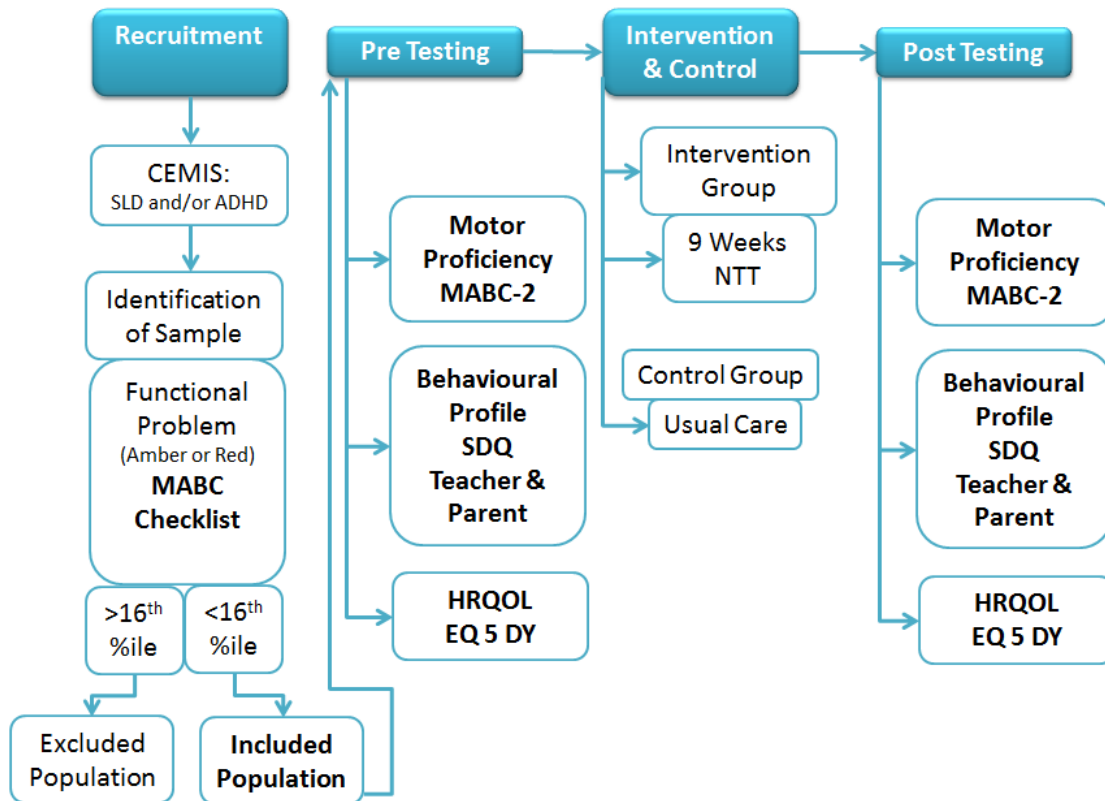 Recruitment
CEMIS:
SLD and/or ADHD
Identification
of Sample
Functional
Problem
(Amber or Red)
MABC
Checklist
>16th
%ile
<16th
%ile
Excluded
Population
Included
Population
Pre Testing
Motor
Proficiency
MABC-2
Behavioural
Profile
SDQ
Teacher &
Parent
HRQOL
EQ 5 DY
Intervention
& Control
Intervention
Group
9 Weeks
NTT
Control Group
Usual Care
Post Testing
Motor
Proficiency
MABC-2
Behavioural
Profile
SDQ
Teacher &
Parent
HRQOL
EQ 5 DY